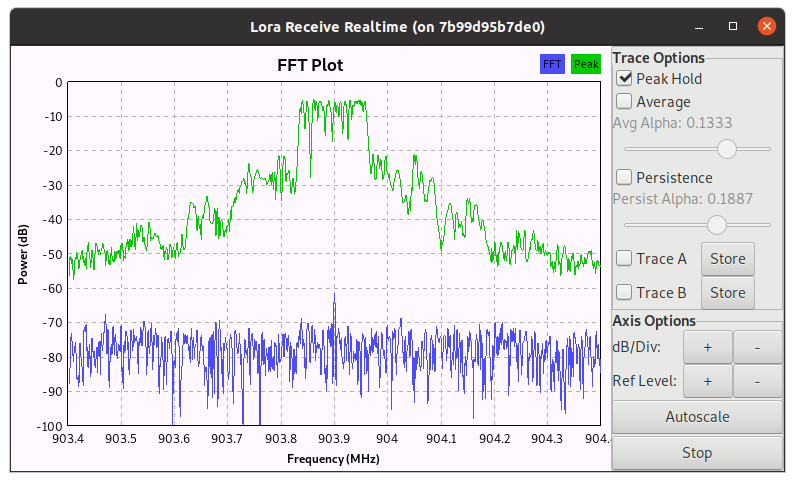 Lora Receive Realtime (on 7b99d95b7de0)
FFT Plot
FFT
Peak
0
-10
-20
-30
-40
-50
-60
-70
-80
-90
-100
Power (dB)
903.4 903.5 903.6 903.7 903.8 903.9 904 904.1 904.2 904.3 904.4
Frequency (MHz)
Trace Options
Peak Hold
Average
Avg Alpha: 0.1333
Persistence
Persist Alpha: 0.1887
Trace A Store
Trace B Store
Axis Options
dB/Div: + -
Ref Level: + -
Autoscale
Stop